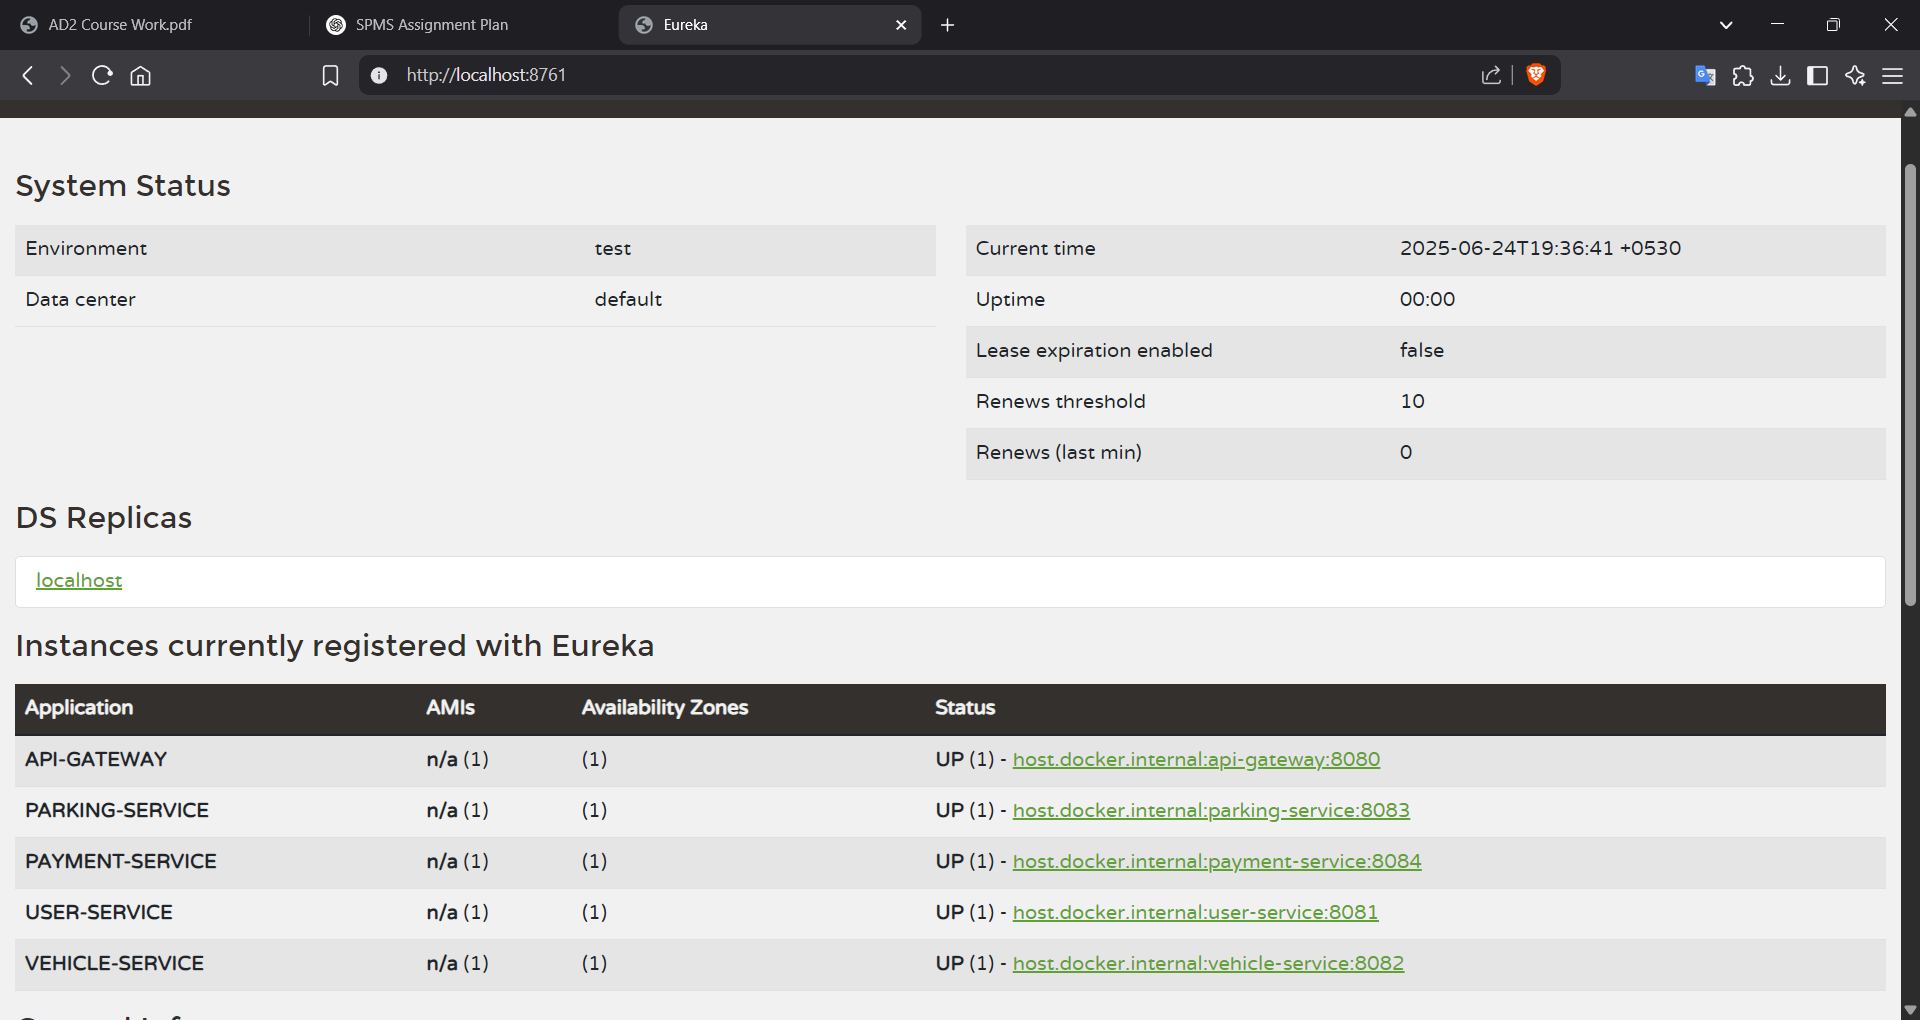 AD2 Course Work.pdf
SPMS Assignment Plan
Eureka
http://localhost:8761
System Status
Environment test
Data center default
Current time 2025-06-24T19:36:41 +0530
Uptime 00:00
Lease expiration enabled false
Renews threshold 10
Renews (last min) 0
DS Replicas
localhost
Instances currently registered with Eureka
Application AMIs Availability Zones Status
API-GATEWAY n/a (1) (1) UP (1) - host.docker.internal:api-gateway:8080
PARKING-SERVICE n/a (1) (1) UP (1) - host.docker.internal:parking-service:8083
PAYMENT-SERVICE n/a (1) (1) UP (1) - host.docker.internal:payment-service:8084
USER-SERVICE n/a (1) (1) UP (1) - host.docker.internal:user-service:8081
VEHICLE-SERVICE n/a (1) (1) UP (1) - host.docker.internal:vehicle-service:8082